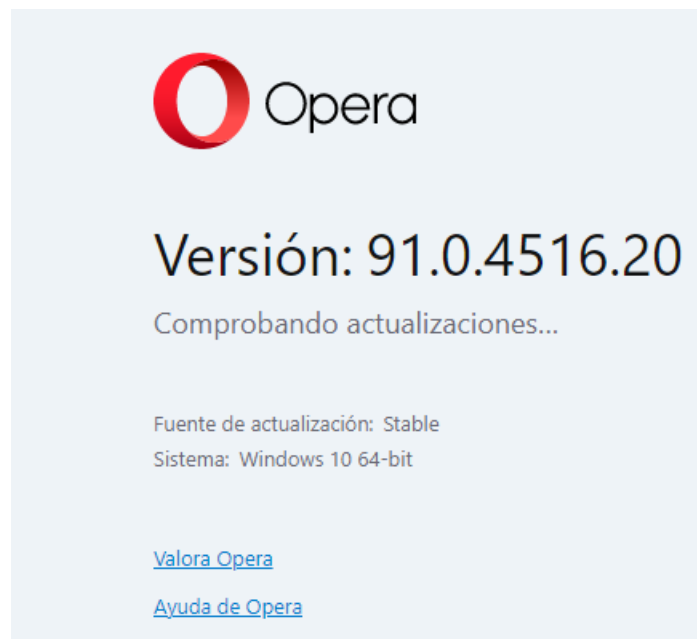 Opera
Versión: 91.0.4516.20
Comprobando actualizaciones...
Fuente de actualización: Stable
Sistema: Windows 10 64-bit
Valora Opera
Ayuda de Opera